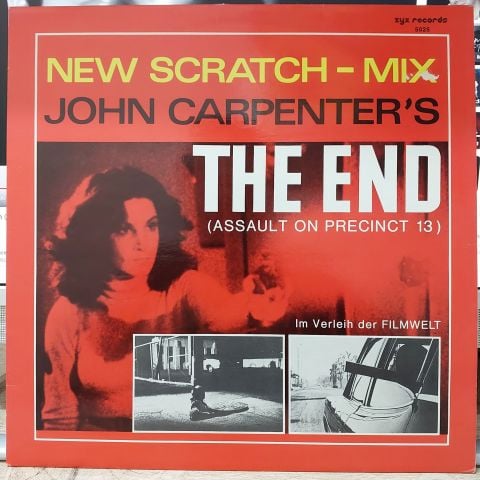 zyx records
5025
NEW SCRATCH – MIX
JOHN CARPENTER'S
THE END
(ASSAULT ON PRECINCT 13)
Im Verleih der FILMWELT